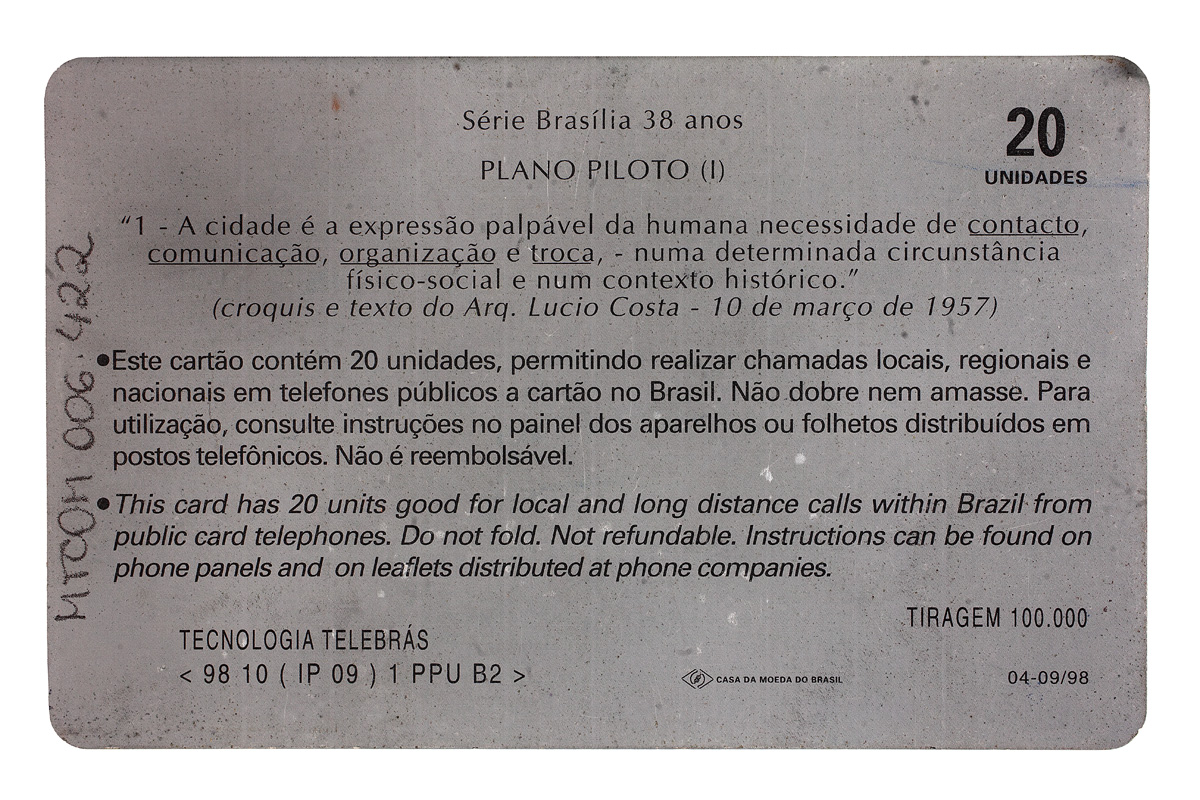 Série Brasília 38 anos
20
UNIDADES
PLANO PILOTO (I)
“1 - A cidade é a expressão palpável da humana necessidade de contacto,
comunicação, organização e troca, - numa determinada circunstância
físico-social e num contexto histórico.”
(croquis e texto do Arq. Lucio Costa - 10 de março de 1957)
•Este cartão contém 20 unidades, permitindo realizar chamadas locais, regionais e
nacionais em telefones públicos a cartão no Brasil. Não dobre nem amasse. Para
utilização, consulte instruções no painel dos aparelhos ou folhetos distribuídos em
postos telefônicos. Não é reembolsável.
•This card has 20 units good for local and long distance calls within Brazil from
public card telephones. Do not fold. Not refundable. Instructions can be found on
phone panels and on leaflets distributed at phone companies.
TIRAGEM 100.000
TECNOLOGIA TELEBRÁS
< 98 10 ( IP 09 ) 1 PPU B2 >
CASA DA MOEDA DO BRASIL
04-09/98
MTCOM 006.422